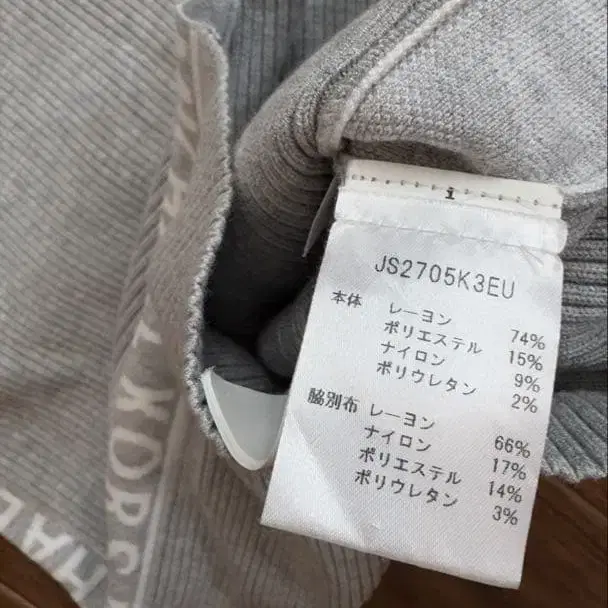 i
JS2705K3EU
本体 レーヨン 74%
ポリエステル 15%
ナイロン 9%
ポリウレタン 2%
脇別布 レーヨン 66%
ナイロン 17%
ポリエステル 14%
ポリウレタン 3%